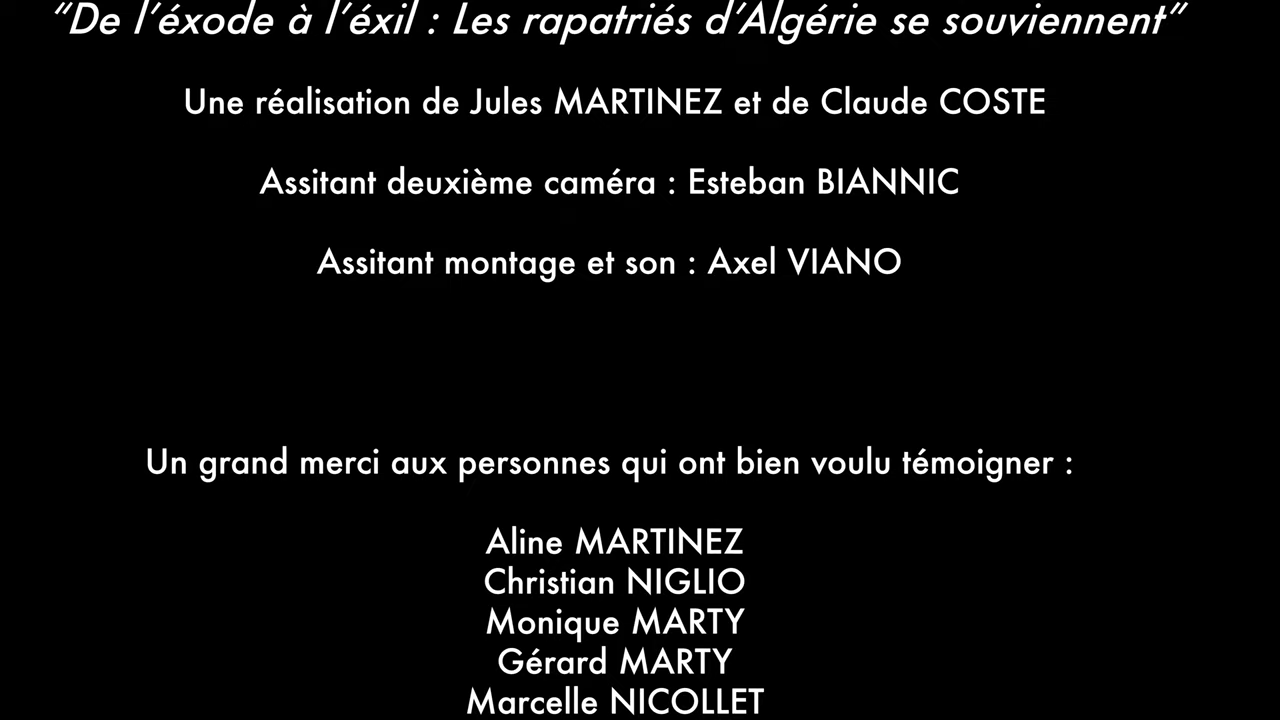 “De l’éxode à l’éxil : Les rapatriés d’Algérie se souviennent”
Une réalisation de Jules MARTINEZ et de Claude COSTE
Assitant deuxième caméra : Esteban BIANNIC
Assitant montage et son : Axel VIANO
Un grand merci aux personnes qui ont bien voulu témoigner :
Aline MARTINEZ
Christian NIGLIO
Monique MARTY
Gérard MARTY
Marcelle NICOLLET